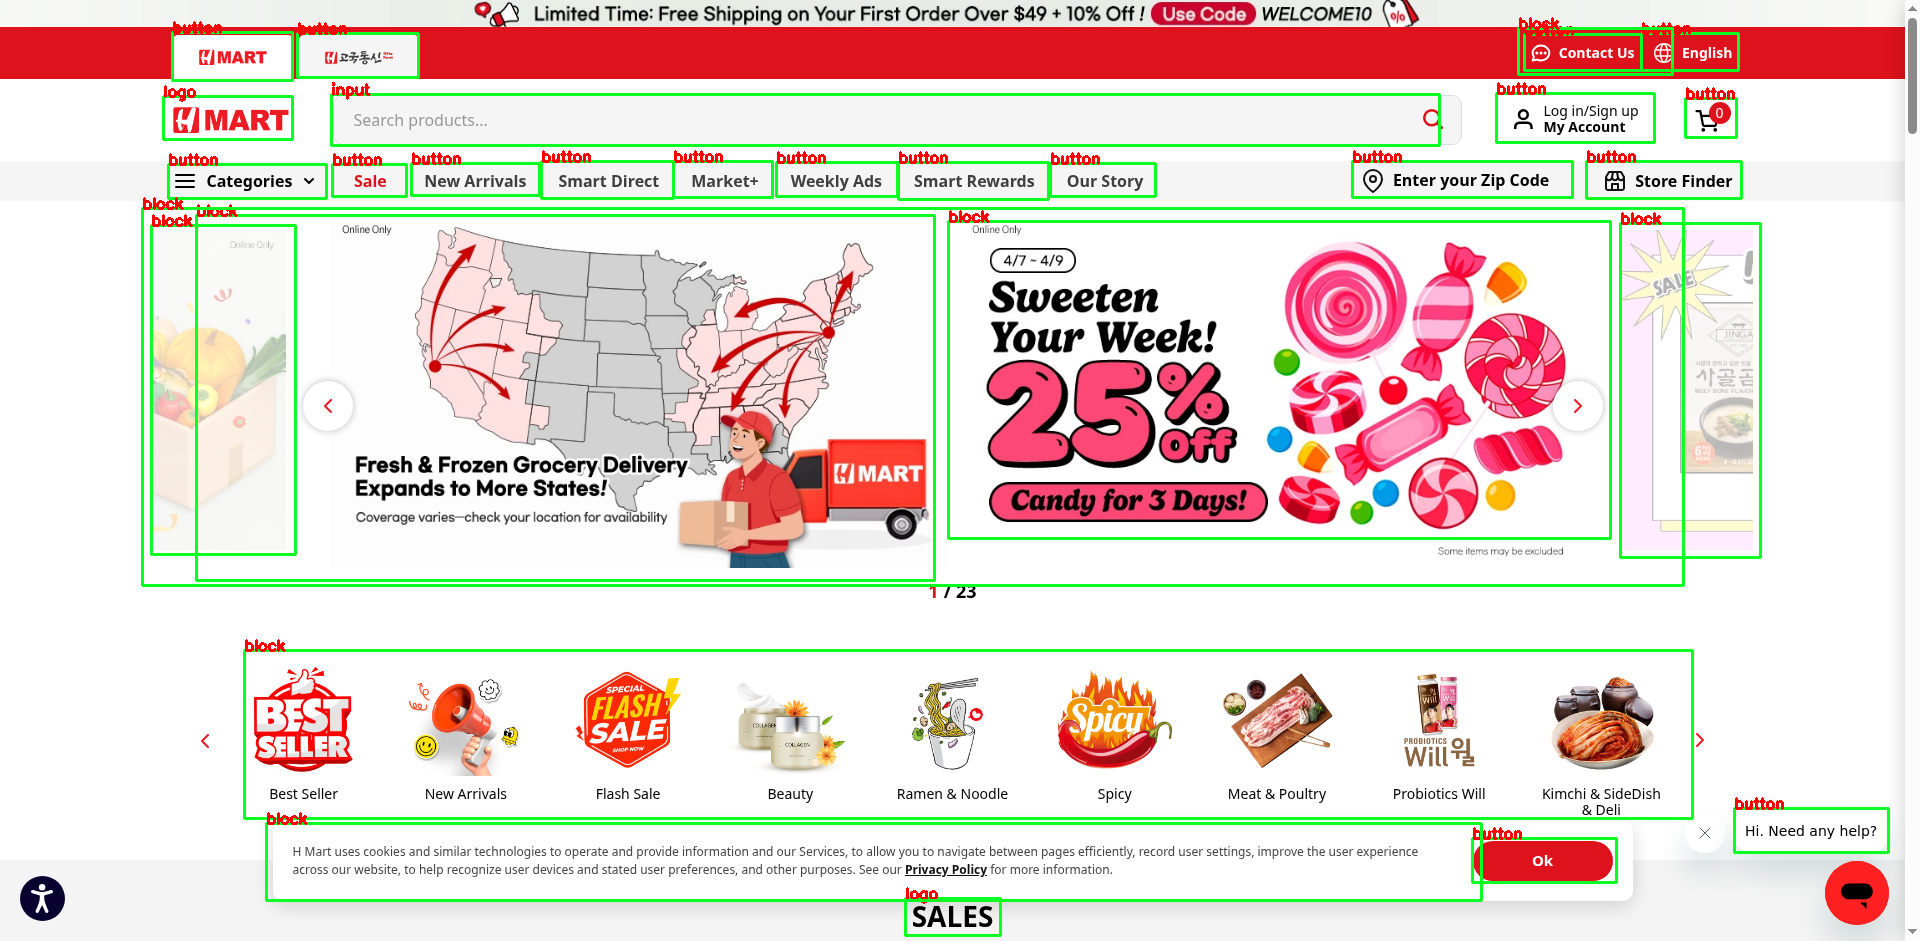 Limited Time: Free Shipping on Your First Order Over $49 + 10% Off ! Use Code WELCOME10
button
button
block
button
H MART
고국통신
Contact Us
English
logo
H MART
input
Search products...
button
Log in/Sign up
My Account
button
0
button
Categories
button
Sale
button
New Arrivals
button
Smart Direct
button
Market+
button
Weekly Ads
button
Smart Rewards
button
Our Story
button
Enter your Zip Code
button
Store Finder
block
block
block
block
block
Online Only
Online Only
Fresh & Frozen Grocery Delivery
Expands to More States!
Coverage varies—check your location for availability
H MART
Online Only
4/7 ~ 4/9
Sweeten
Your Week!
25% Off
Candy for 3 Days!
Some items may be excluded
SALE
JINGA
사골곰
1 / 23
block
BEST
SELLER
Best Seller
New Arrivals
SPECIAL
FLASH
SALE
SHOP NOW
Flash Sale
COLLAGEN
COLLAGEN
Beauty
Ramen & Noodle
Spicy
Spicy
Meat & Poultry
Will
PROBIOTICS
Will 윌
Probiotics Will
Kimchi & SideDish
& Deli
block
H Mart uses cookies and similar technologies to operate and provide information and our Services, to allow you to navigate between pages efficiently, record user settings, improve the user experience
across our website, to help recognize user devices and stated user preferences, and other purposes. See our Privacy Policy for more information.
button
Ok
button
Hi. Need any help?
logo
SALES